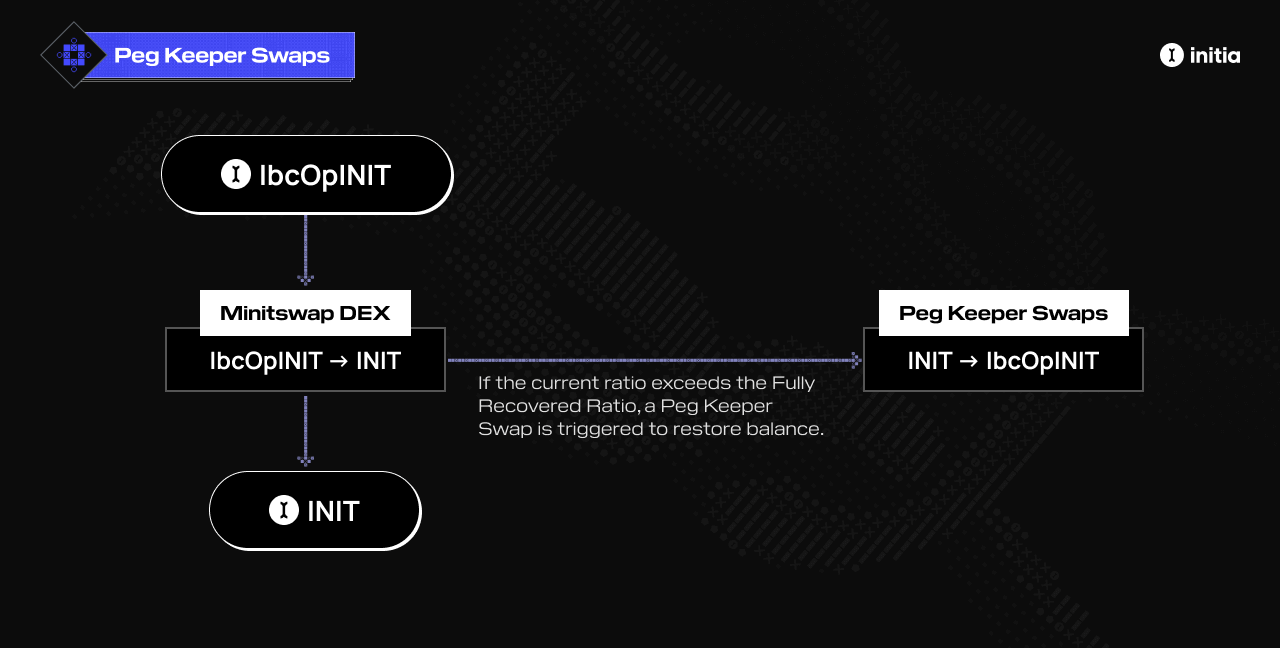 Peg Keeper Swaps
initia
IbcOpINIT
Minitswap DEX
IbcOpINIT → INIT
Peg Keeper Swaps
INIT → IbcOpINIT
If the current ratio exceeds the Fully
Recovered Ratio, a Peg Keeper
Swap is triggered to restore balance.
INIT